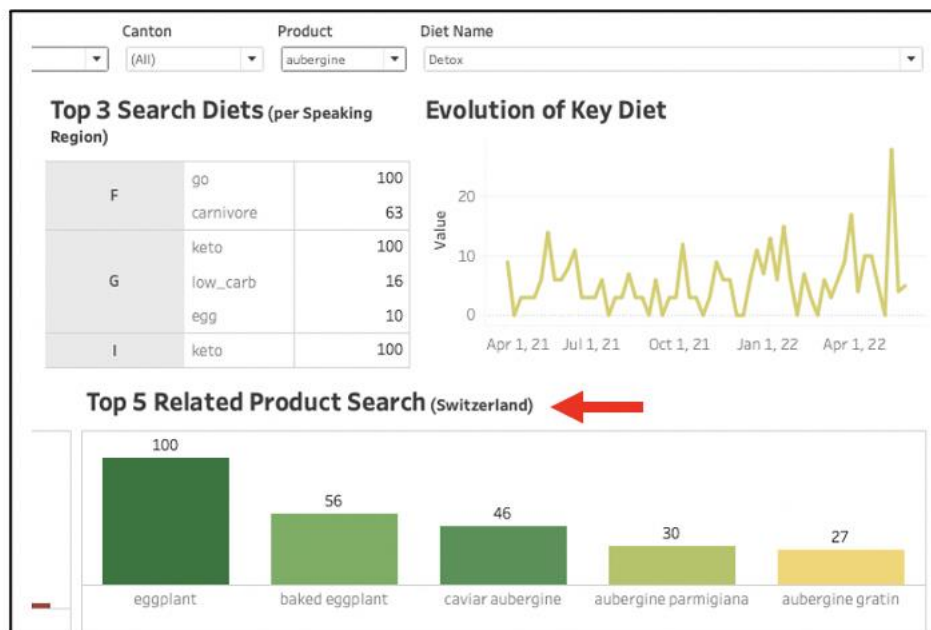 Canton Product Diet Name
(All) aubergine Detox
Top 3 Search Diets (per Speaking
Region)
F go 100
carnivore 63
G keto 100
low_carb 16
egg 10
I keto 100
Evolution of Key Diet
Value
20
10
0
Apr 1, 21 Jul 1, 21 Oct 1, 21 Jan 1, 22 Apr 1, 22
Top 5 Related Product Search (Switzerland)
100 56 46 30 27
eggplant baked eggplant caviar aubergine aubergine parmigiana aubergine gratin